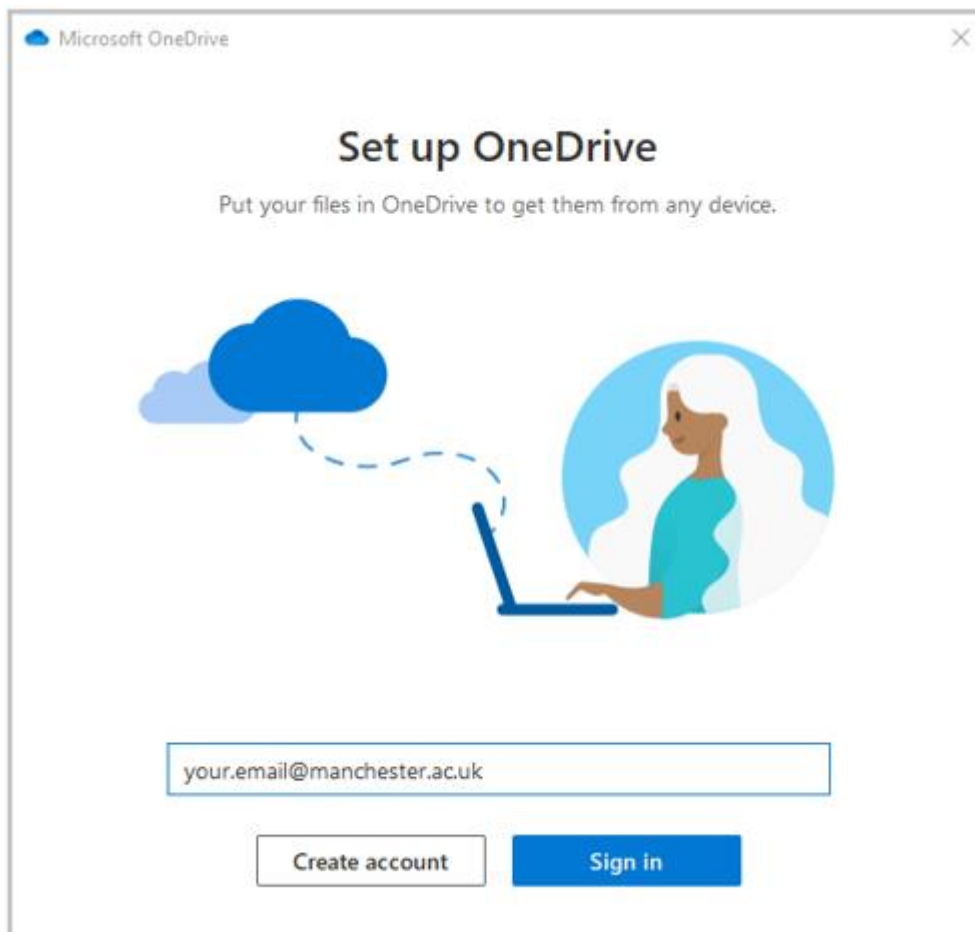 Microsoft OneDrive
Set up OneDrive
Put your files in OneDrive to get them from any device.
your.email@manchester.ac.uk
Create account
Sign in